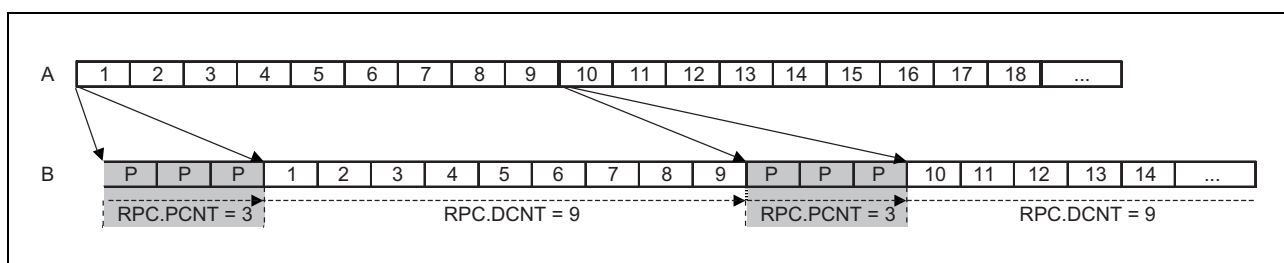 A 1 2 3 4 5 6 7 8 9 10 11 12 13 14 15 16 17 18 ...
B P P P 1 2 3 4 5 6 7 8 9 P P P 10 11 12 13 14 ...
RPC.PCNT = 3 RPC.DCNT = 9 RPC.PCNT = 3 RPC.DCNT = 9